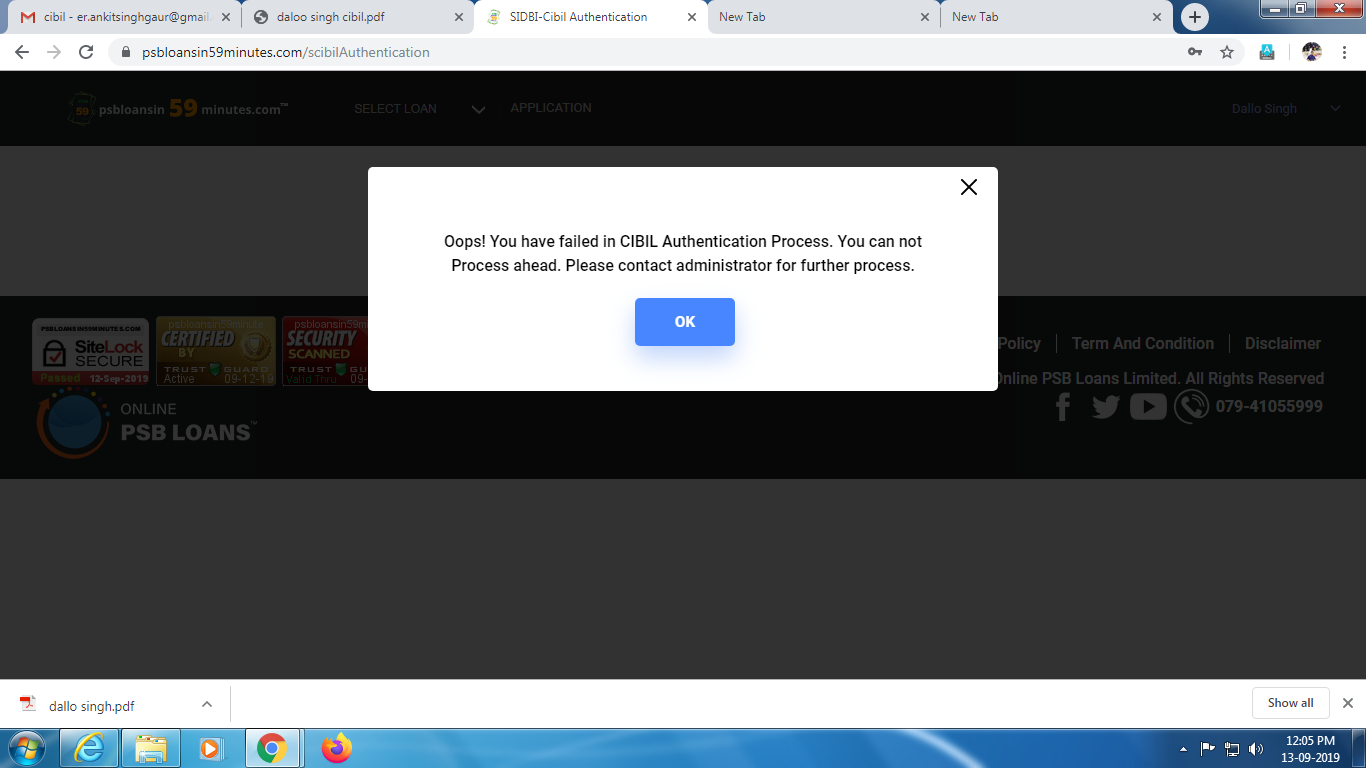 cibil - er.ankitsinghgaur@gmail.
daloo singh cibil.pdf
SIDBI-Cibil Authentication
New Tab
New Tab
psbloansin59minutes.com/scibilAuthentication
psbloansin 59 minutes.com™
SELECT LOAN
APPLICATION
Dallo Singh
Oops! You have failed in CIBIL Authentication Process. You can not
Process ahead. Please contact administrator for further process.
OK
PSBLOANSIN59MINUTES.COM
SiteLock
SECURE
Passed 12-Sep-2019
psbloansin59minute
CERTIFIED
BY
TRUST GUARD
Active 09-12-19
psbloansin59m
SECURITY
SCANNED
TRUST GUA
Valid Thru 09-
Policy
Term And Condition
Disclaimer
Online PSB Loans Limited. All Rights Reserved
079-41055999
ONLINE
PSB LOANS™
dallo singh.pdf
Show all
12:05 PM
13-09-2019